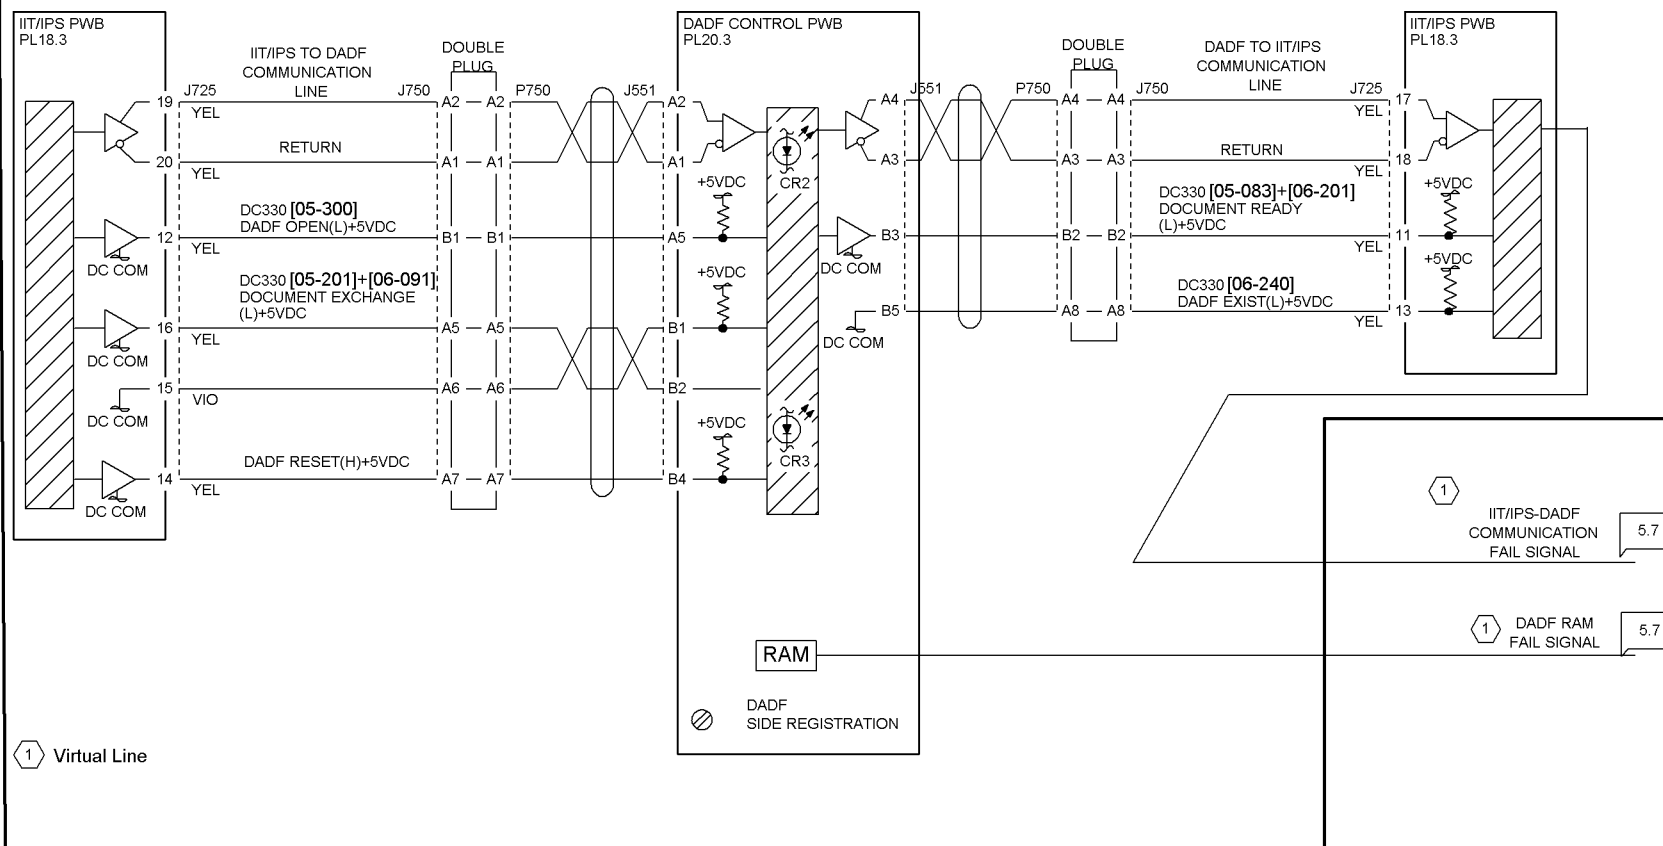 IIT/IPS PWB
PL18.3
IIT/IPS TO DADF
COMMUNICATION
LINE
DOUBLE
PLUG
DADF CONTROL PWB
PL20.3
DOUBLE
PLUG
DADF TO IIT/IPS
COMMUNICATION
LINE
IIT/IPS PWB
PL18.3
J725 J750 P750 J551 J551 P750 J750 J725
19 A2 A2 A2 A4 A4 A4 17
YEL YEL
RETURN RETURN
20 A1 A1 A1 A3 A3 A3 18
YEL YEL
+5VDC CR2 +5VDC
DC330 [05-300]
DADF OPEN(L)+5VDC
DC330 [05-083]+[06-201]
DOCUMENT READY
(L)+5VDC
12 B1 B1 A5 B3 B2 B2 11
YEL YEL
DC COM DC COM
+5VDC +5VDC
DC330 [05-201]+[06-091]
DOCUMENT EXCHANGE
(L)+5VDC
DC330 [06-240]
DADF EXIST(L)+5VDC
B5 A8 A8 13
YEL
16 A5 A5 B1
YEL
DC COM DC COM
15 A6 A6 B2
VIO
DC COM
+5VDC
CR3
DADF RESET(H)+5VDC
14 A7 A7 B4
YEL
DC COM
1
IIT/IPS-DADF
COMMUNICATION
FAIL SIGNAL
5.7
1 DADF RAM
FAIL SIGNAL
5.7
RAM
DADF
SIDE REGISTRATION
1 Virtual Line